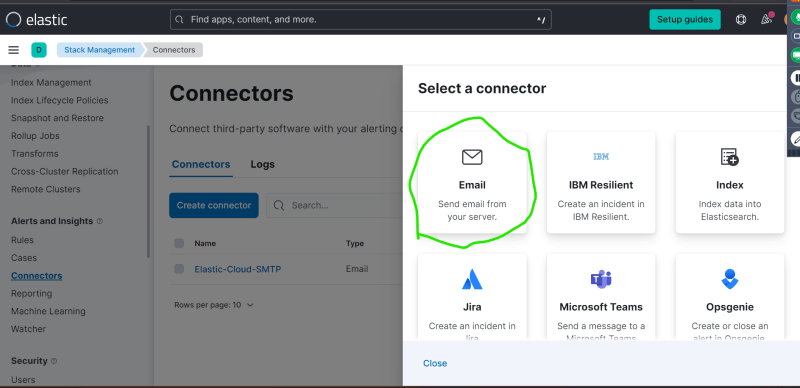 elastic
Find apps, content, and more.
^/
Setup guides
D
Stack Management
Connectors
Data
Index Management
Index Lifecycle Policies
Snapshot and Restore
Rollup Jobs
Transforms
Cross-Cluster Replication
Remote Clusters
Alerts and Insights
Rules
Cases
Connectors
Reporting
Machine Learning
Watcher
Security
Users
Connectors
Connect third-party software with your alerting
Connectors
Logs
Create connector
Search...
Name
Type
Elastic-Cloud-SMTP
Email
Rows per page: 10
Select a connector
Email
Send email from
your server.
IBM
IBM Resilient
Create an incident in
IBM Resilient.
Index
Index data into
Elasticsearch.
Jira
Create an incident in
Jira.
Microsoft Teams
Send a message to a
Microsoft Teams
Opsgenie
Create or close an
alert in Opsgenie.
Close